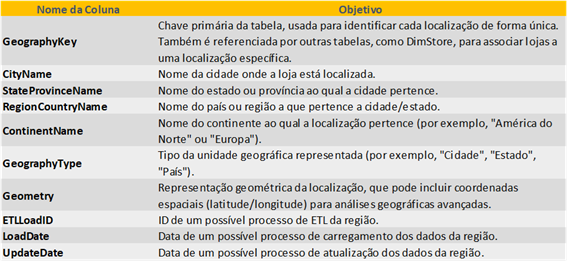 Nome da Coluna Objetivo
Chave primária da tabela, usada para identificar cada localização de forma única.
GeographyKey Também é referenciada por outras tabelas, como DimStore, para associar lojas a
uma localização específica.
CityName Nome da cidade onde a loja está localizada.
StateProvinceName Nome do estado ou província ao qual a cidade pertence.
RegionCountryName Nome do país ou região a que pertence a cidade/estado.
ContinentName Nome do continente ao qual a localização pertence (por exemplo, "América do
Norte" ou "Europa").
GeographyType Tipo da unidade geográfica representada (por exemplo, "Cidade", "Estado",
"País").
Geometry Representação geométrica da localização, que pode incluir coordenadas
espaciais (latitude/longitude) para análises geográficas avançadas.
ETLLoadID ID de um possível processo de ETL da região.
LoadDate Data de um possível processo de carregamento dos dados da região.
UpdateDate Data de um possível processo de atualização dos dados da região.